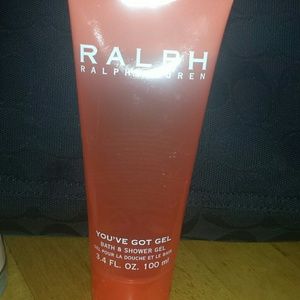 RALPH
RALPH LAUREN
YOU'VE GOT GEL
BATH & SHOWER GEL
GEL POUR LA DOUCHE ET LE BAIN
3.4 FL. OZ. 100 ml